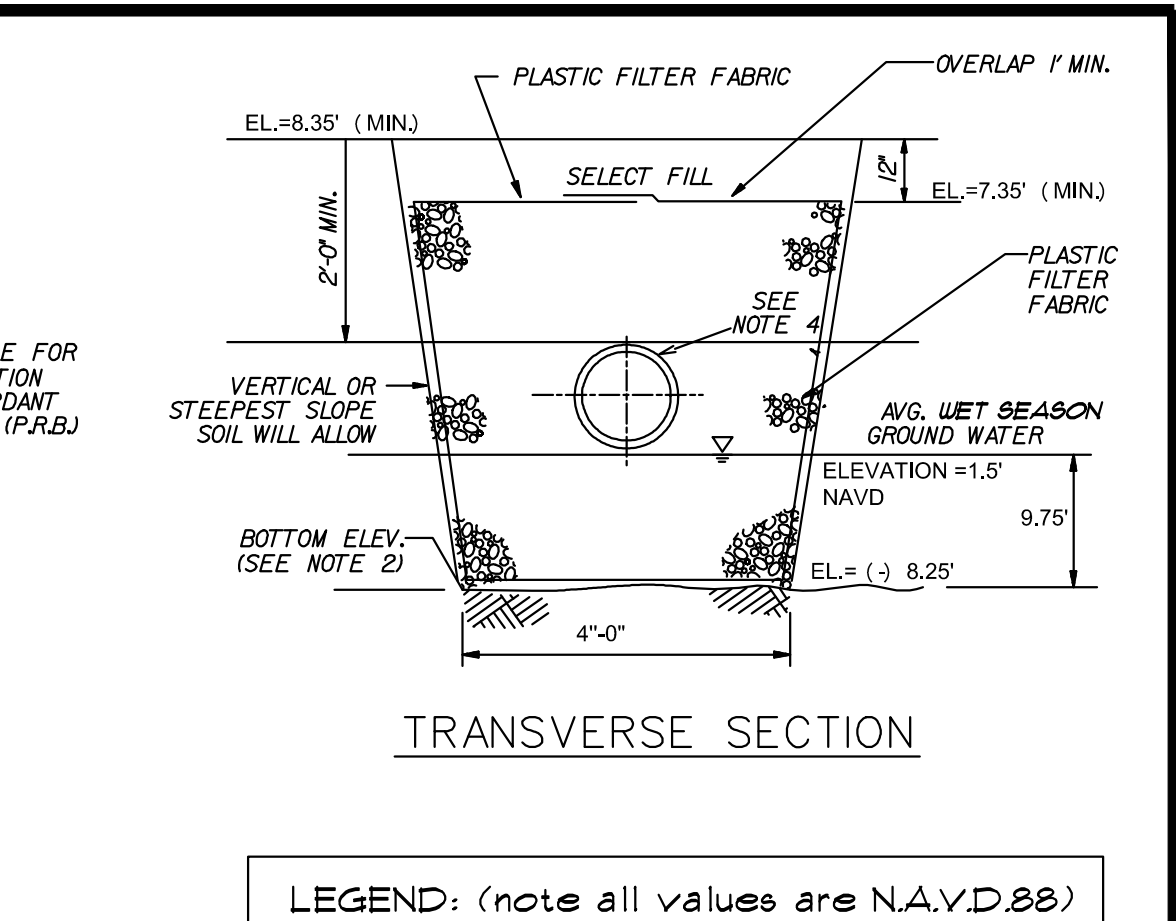 PLASTIC FILTER FABRIC
OVERLAP 1' MIN.
EL.=8.35' (MIN.)
SELECT FILL
12"
EL.=7.35' (MIN.)
2'-0" MIN.
PLASTIC
FILTER
FABRIC
SEE
NOTE 4
E FOR
TION
DANT
(P.R.B.)
VERTICAL OR
STEEPEST SLOPE
SOIL WILL ALLOW
AVG. WET SEASON
GROUND WATER
ELEVATION =1.5'
NAVD
9.75'
BOTTOM ELEV.
(SEE NOTE 2)
EL.= (-) 8.25'
4"-0"
TRANSVERSE SECTION
LEGEND: (note all values are N.A.V.D.88)